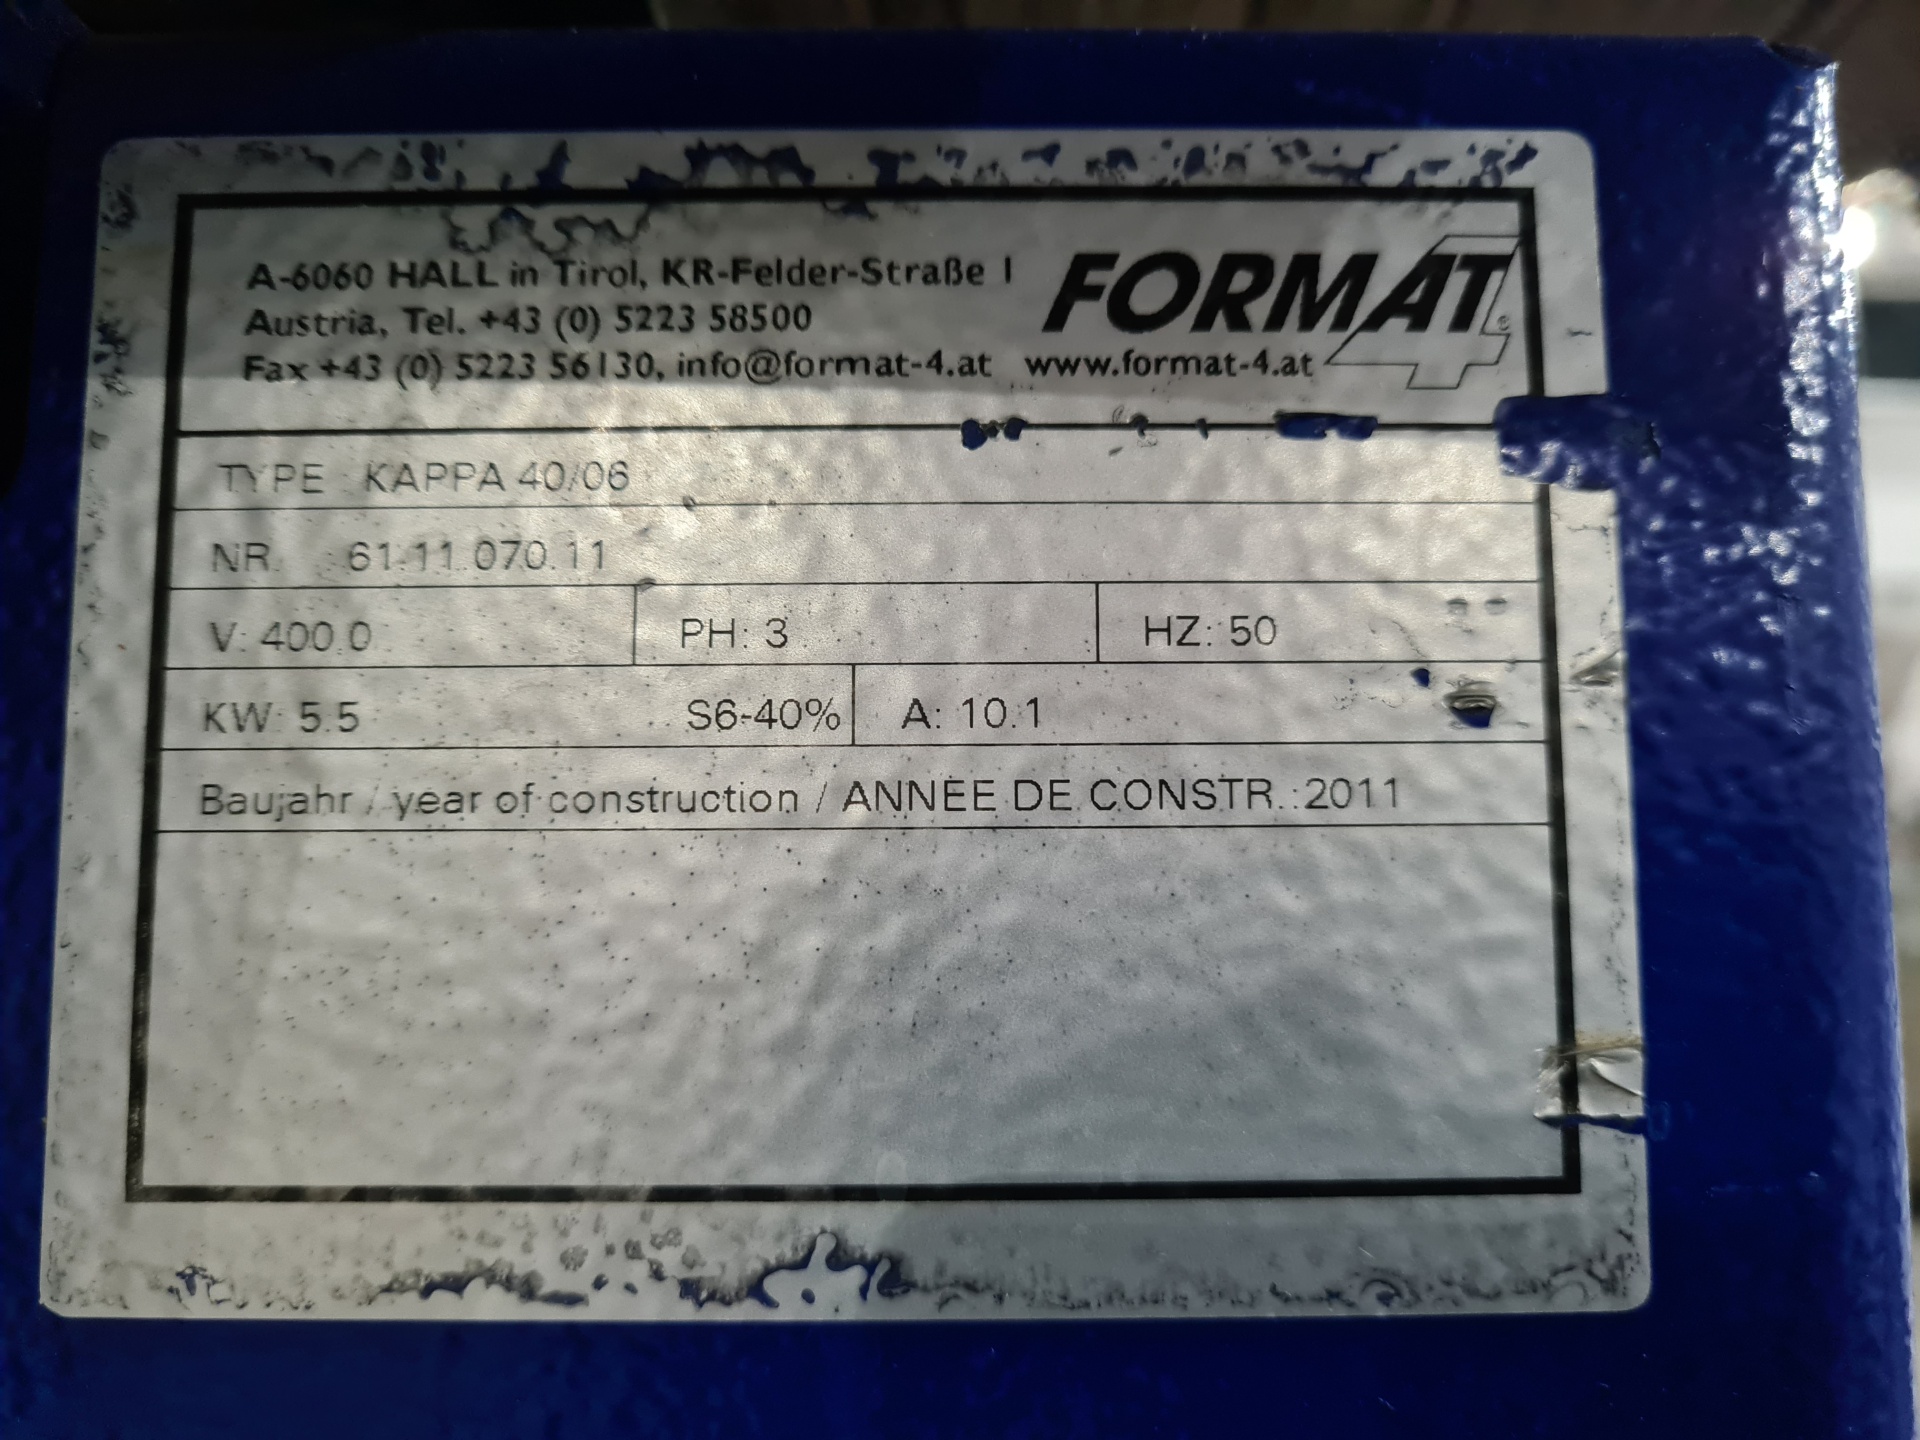 A-6060 HALL in Tirol, KR-Felder-Straße 1
Austria, Tel. +43 (0) 5223 58500
Fax +43 (0) 5223 56130, info@format-4.at www.format-4.at
FORMAT 4
TYPE : KAPPA 40/06
NR. : 61.11.070.11
V: 400.0 PH: 3 HZ: 50
KW: 5.5 S6-40% A: 10.1
Baujahr / year of construction / ANNÉE DE CONSTR.:2011